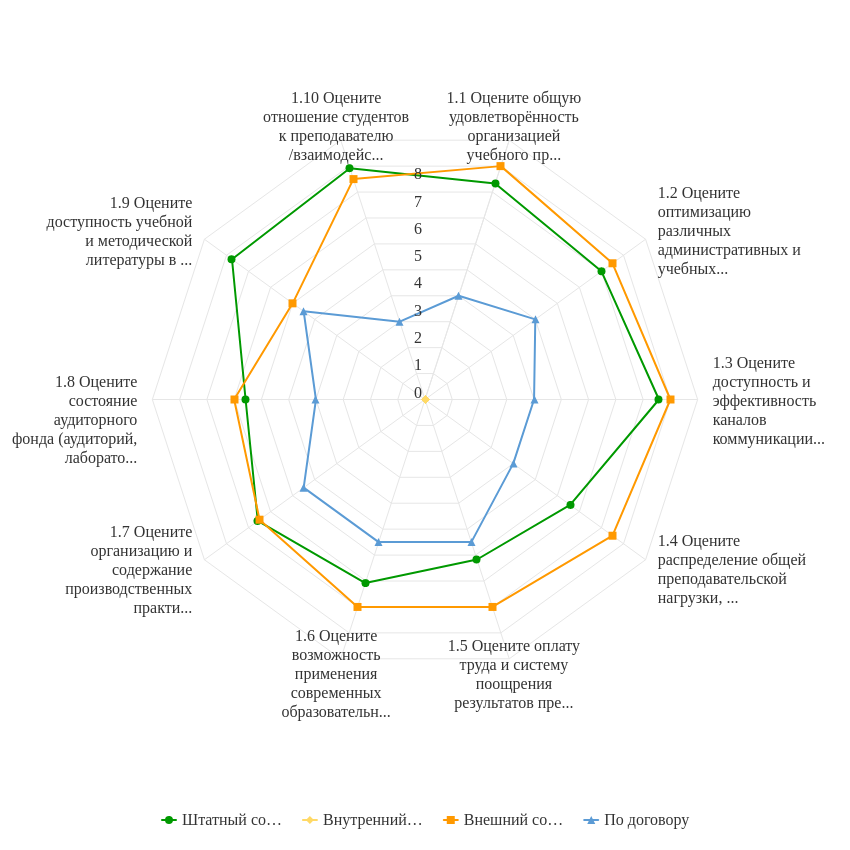 1.10 Оцените
отношение студентов
к преподавателю
/взаимодейс...
1.1 Оцените общую
удовлетворённость
организацией
учебного пр...
1.2 Оцените
оптимизацию
различных
административных и
учебных...
1.3 Оцените
доступность и
эффективность
каналов
коммуникации...
1.4 Оцените
распределение общей
преподавательской
нагрузки, ...
1.5 Оцените оплату
труда и систему
поощрения
результатов пре...
1.6 Оцените
возможность
применения
современных
образовательн...
1.7 Оцените
организацию и
содержание
производственных
практи...
1.8 Оцените
состояние
аудиторного
фонда (аудиторий,
лаборато...
1.9 Оцените
доступность учебной
и методической
литературы в ...
8
7
6
5
4
3
2
1
0
Штатный со… Внутренний… Внешний со… По договору